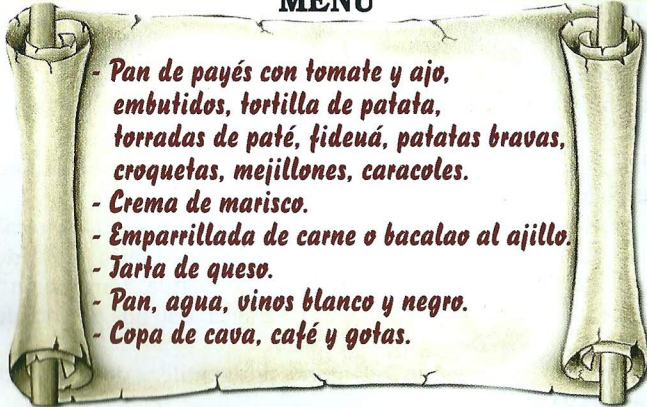 MENÚ
- Pan de payés con tomate y ajo,
embutidos, tortilla de patata,
torradas de paté, fideuá, patatas bravas,
croquetas, mejillones, caracoles.
- Crema de marisco.
- Emparrillada de carne o bacalao al ajillo.
- Tarta de queso.
- Pan, agua, vinos blanco y negro.
- Copa de cava, café y gotas.